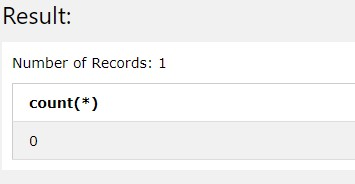 Result:
Number of Records: 1
count(*)
0